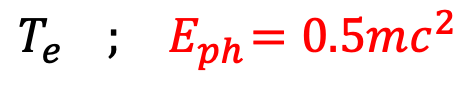 Tₑ ; E_ph = 0.5mc²